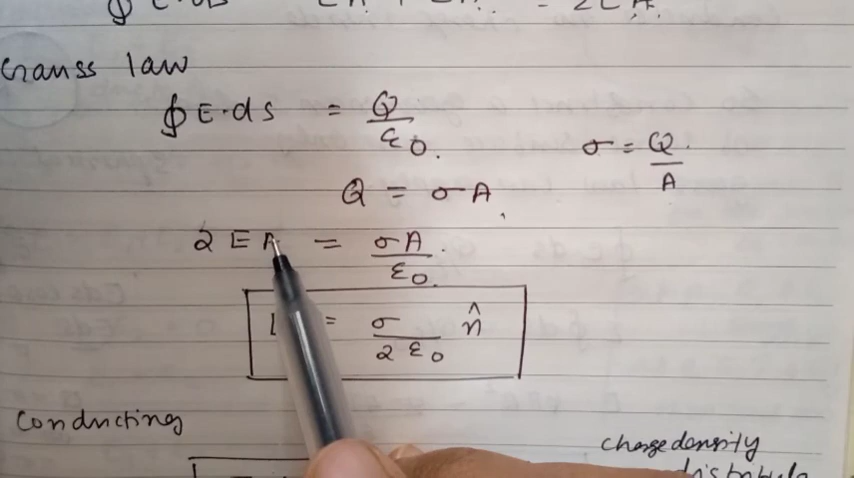 Gauss law
∮ E·ds = Q/ε0.
σ = Q/A.
Q = σA,
2EA = σA/ε0.
= σ/2ε0 n̂
Conducting
charge density